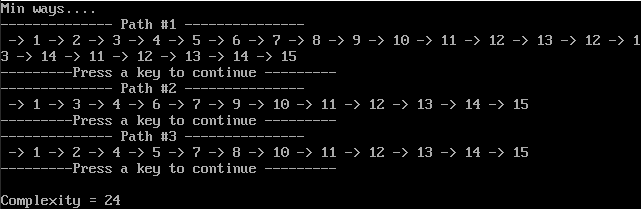 Min ways....
-------------- Path #1 ---------------
-> 1 -> 2 -> 3 -> 4 -> 5 -> 6 -> 7 -> 8 -> 9 -> 10 -> 11 -> 12 -> 13 -> 12 -> 1
3 -> 14 -> 11 -> 12 -> 13 -> 14 -> 15
---------Press a key to continue ---------
-------------- Path #2 ---------------
-> 1 -> 3 -> 4 -> 6 -> 7 -> 9 -> 10 -> 11 -> 12 -> 13 -> 14 -> 15
---------Press a key to continue ---------
-------------- Path #3 ---------------
-> 1 -> 2 -> 4 -> 5 -> 7 -> 8 -> 10 -> 11 -> 12 -> 13 -> 14 -> 15
---------Press a key to continue ---------
Complexity = 24